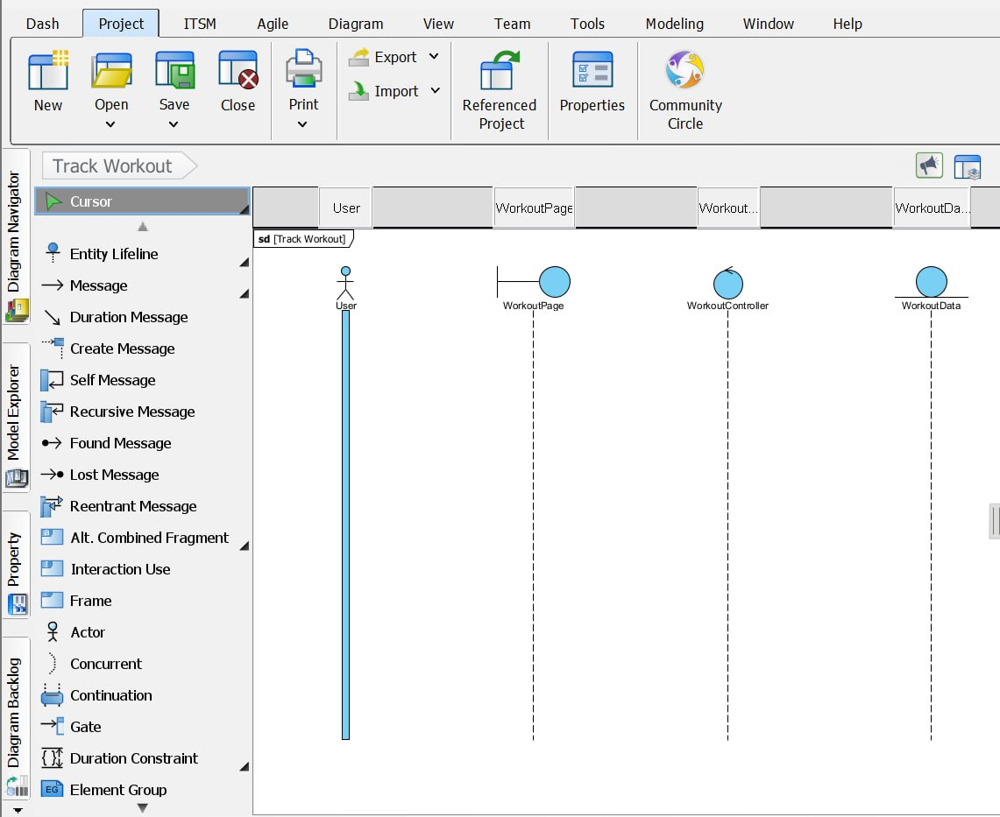 Dash Project ITSM Agile Diagram View Team Tools Modeling Window Help
New Open Save Close Print Export Import Referenced Project Properties Community Circle
Diagram Navigator
Model Explorer
Property
Diagram Backlog
Track Workout
Cursor
Entity Lifeline
Message
Duration Message
Create Message
Self Message
Recursive Message
Found Message
Lost Message
Reentrant Message
a
Alt. Combined Fragment
Interaction Use
Frame
Actor
Concurrent
Continuation
Gate
Duration Constraint
EG
Element Group
User WorkoutPage Workout... WorkoutDa...
sd [Track Workout]
User WorkoutPage WorkoutController WorkoutData